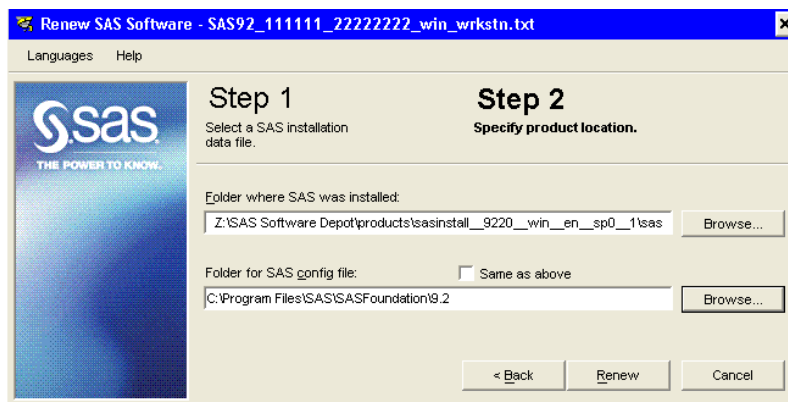 Renew SAS Software - SAS92_111111_22222222_win_wrkstn.txt
Languages Help
Step 1
Select a SAS installation
data file.
Step 2
Specify product location.
sas
THE POWER TO KNOW.
Folder where SAS was installed:
Z:\SAS Software Depot\products\sasinstall__9220__win__en__sp0__1\sas
Browse...
Folder for SAS config file:
Same as above
C:\Program Files\SAS\SASFoundation\9.2
Browse...
< Back
Renew
Cancel